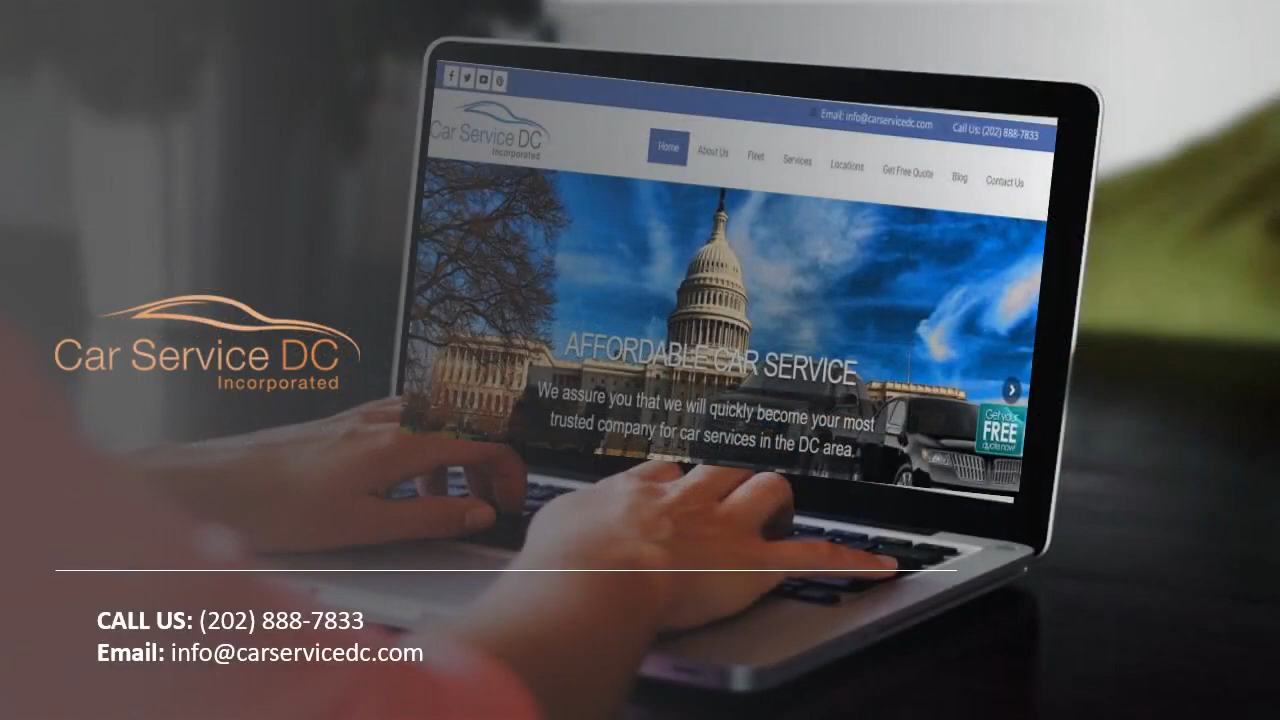 Email: info@carservicedc.com Call Us: (202) 888-7833
Car Service DC
Incorporated
Home About Us Fleet Services Locations Get Free Quote Blog Contact Us
AFFORDABLE CAR SERVICE
We assure you that we will quickly become your most
trusted company for car services in the DC area.
Get your
FREE
quote now!
Car Service DC
Incorporated
CALL US: (202) 888-7833
Email: info@carservicedc.com